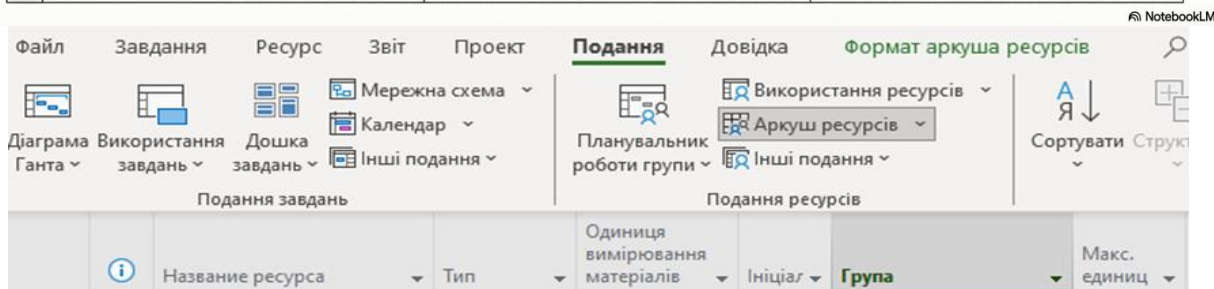 NotebookLM
Файл Завдання Ресурс Звіт Проект Подання Довідка Формат аркуша ресурсів
Діаграма Ганта
Використання завдань
Дошка завдань
Мережна схема
Календар
Інші подання
Планувальник роботи групи
Використання ресурсів
Аркуш ресурсів
Інші подання
А
Я
Сортувати
Подання завдань Подання ресурсів
Название ресурса
Тип
Одиниця
вимірювання
матеріалів
Ініціал
Група
Макс.
единиц